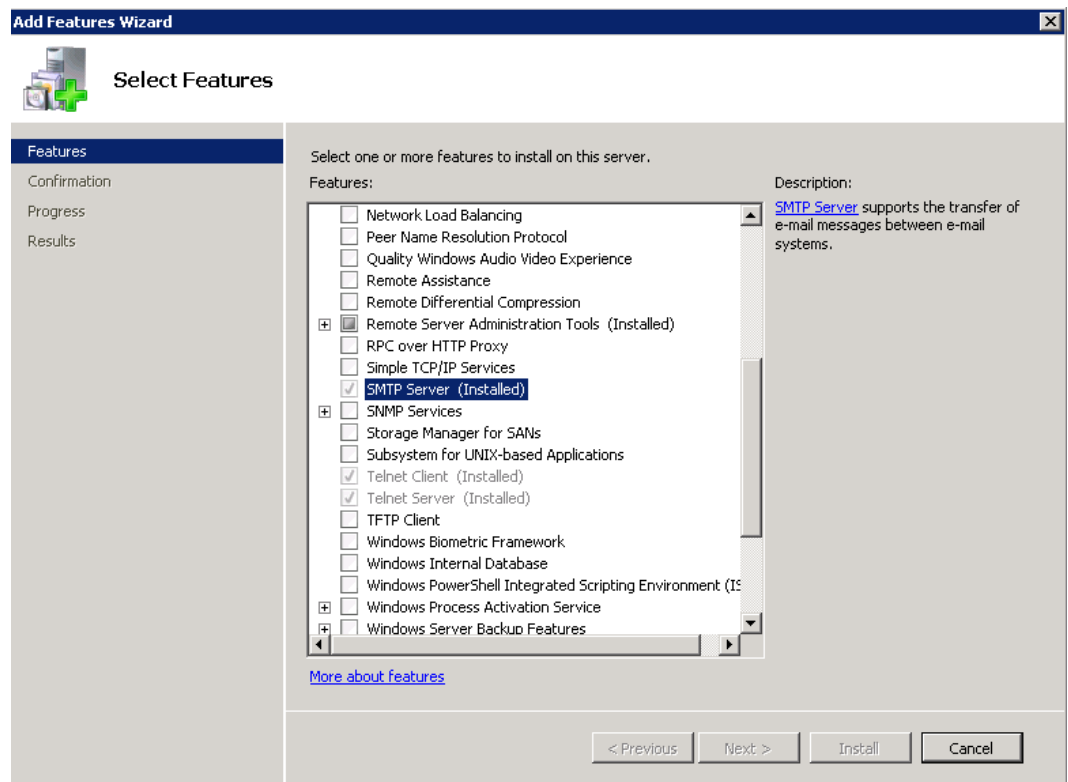 Add Features Wizard
Select Features
Features
Confirmation
Progress
Results
Select one or more features to install on this server.
Features:
Network Load Balancing
Peer Name Resolution Protocol
Quality Windows Audio Video Experience
Remote Assistance
Remote Differential Compression
Remote Server Administration Tools (Installed)
RPC over HTTP Proxy
Simple TCP/IP Services
SMTP Server (Installed)
SNMP Services
Storage Manager for SANs
Subsystem for UNIX-based Applications
Telnet Client (Installed)
Telnet Server (Installed)
TFTP Client
Windows Biometric Framework
Windows Internal Database
Windows PowerShell Integrated Scripting Environment (IS
Windows Process Activation Service
Windows Server Backup Features
Description:
SMTP Server supports the transfer of
e-mail messages between e-mail
systems.
More about features
< Previous
Next >
Install
Cancel